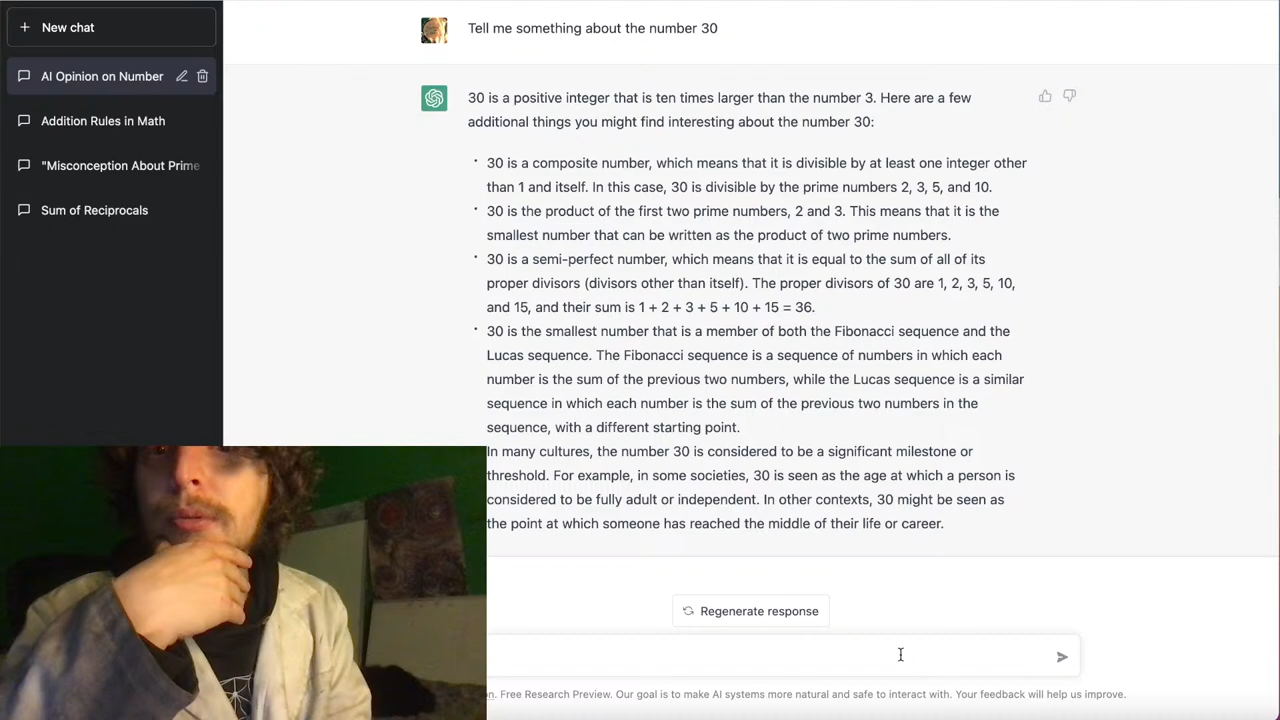 New chat
AI Opinion on Number
Addition Rules in Math
"Misconception About Prime
Sum of Reciprocals
Tell me something about the number 30
30 is a positive integer that is ten times larger than the number 3. Here are a few
additional things you might find interesting about the number 30:
• 30 is a composite number, which means that it is divisible by at least one integer other
than 1 and itself. In this case, 30 is divisible by the prime numbers 2, 3, 5, and 10.
• 30 is the product of the first two prime numbers, 2 and 3. This means that it is the
smallest number that can be written as the product of two prime numbers.
• 30 is a semi-perfect number, which means that it is equal to the sum of all of its
proper divisors (divisors other than itself). The proper divisors of 30 are 1, 2, 3, 5, 10,
and 15, and their sum is 1 + 2 + 3 + 5 + 10 + 15 = 36.
• 30 is the smallest number that is a member of both the Fibonacci sequence and the
Lucas sequence. The Fibonacci sequence is a sequence of numbers in which each
number is the sum of the previous two numbers, while the Lucas sequence is a similar
sequence in which each number is the sum of the previous two numbers in the
sequence, with a different starting point.
In many cultures, the number 30 is considered to be a significant milestone or
threshold. For example, in some societies, 30 is seen as the age at which a person is
considered to be fully adult or independent. In other contexts, 30 might be seen as
the point at which someone has reached the middle of their life or career.
Regenerate response
Free Research Preview. Our goal is to make AI systems more natural and safe to interact with. Your feedback will help us improve.